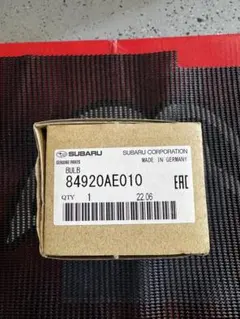 SUBARU SUBARU CORPORATION
GENUINE PARTS MADE IN GERMANY
BULB
84920AE010 EAC
QTY 1 22.06